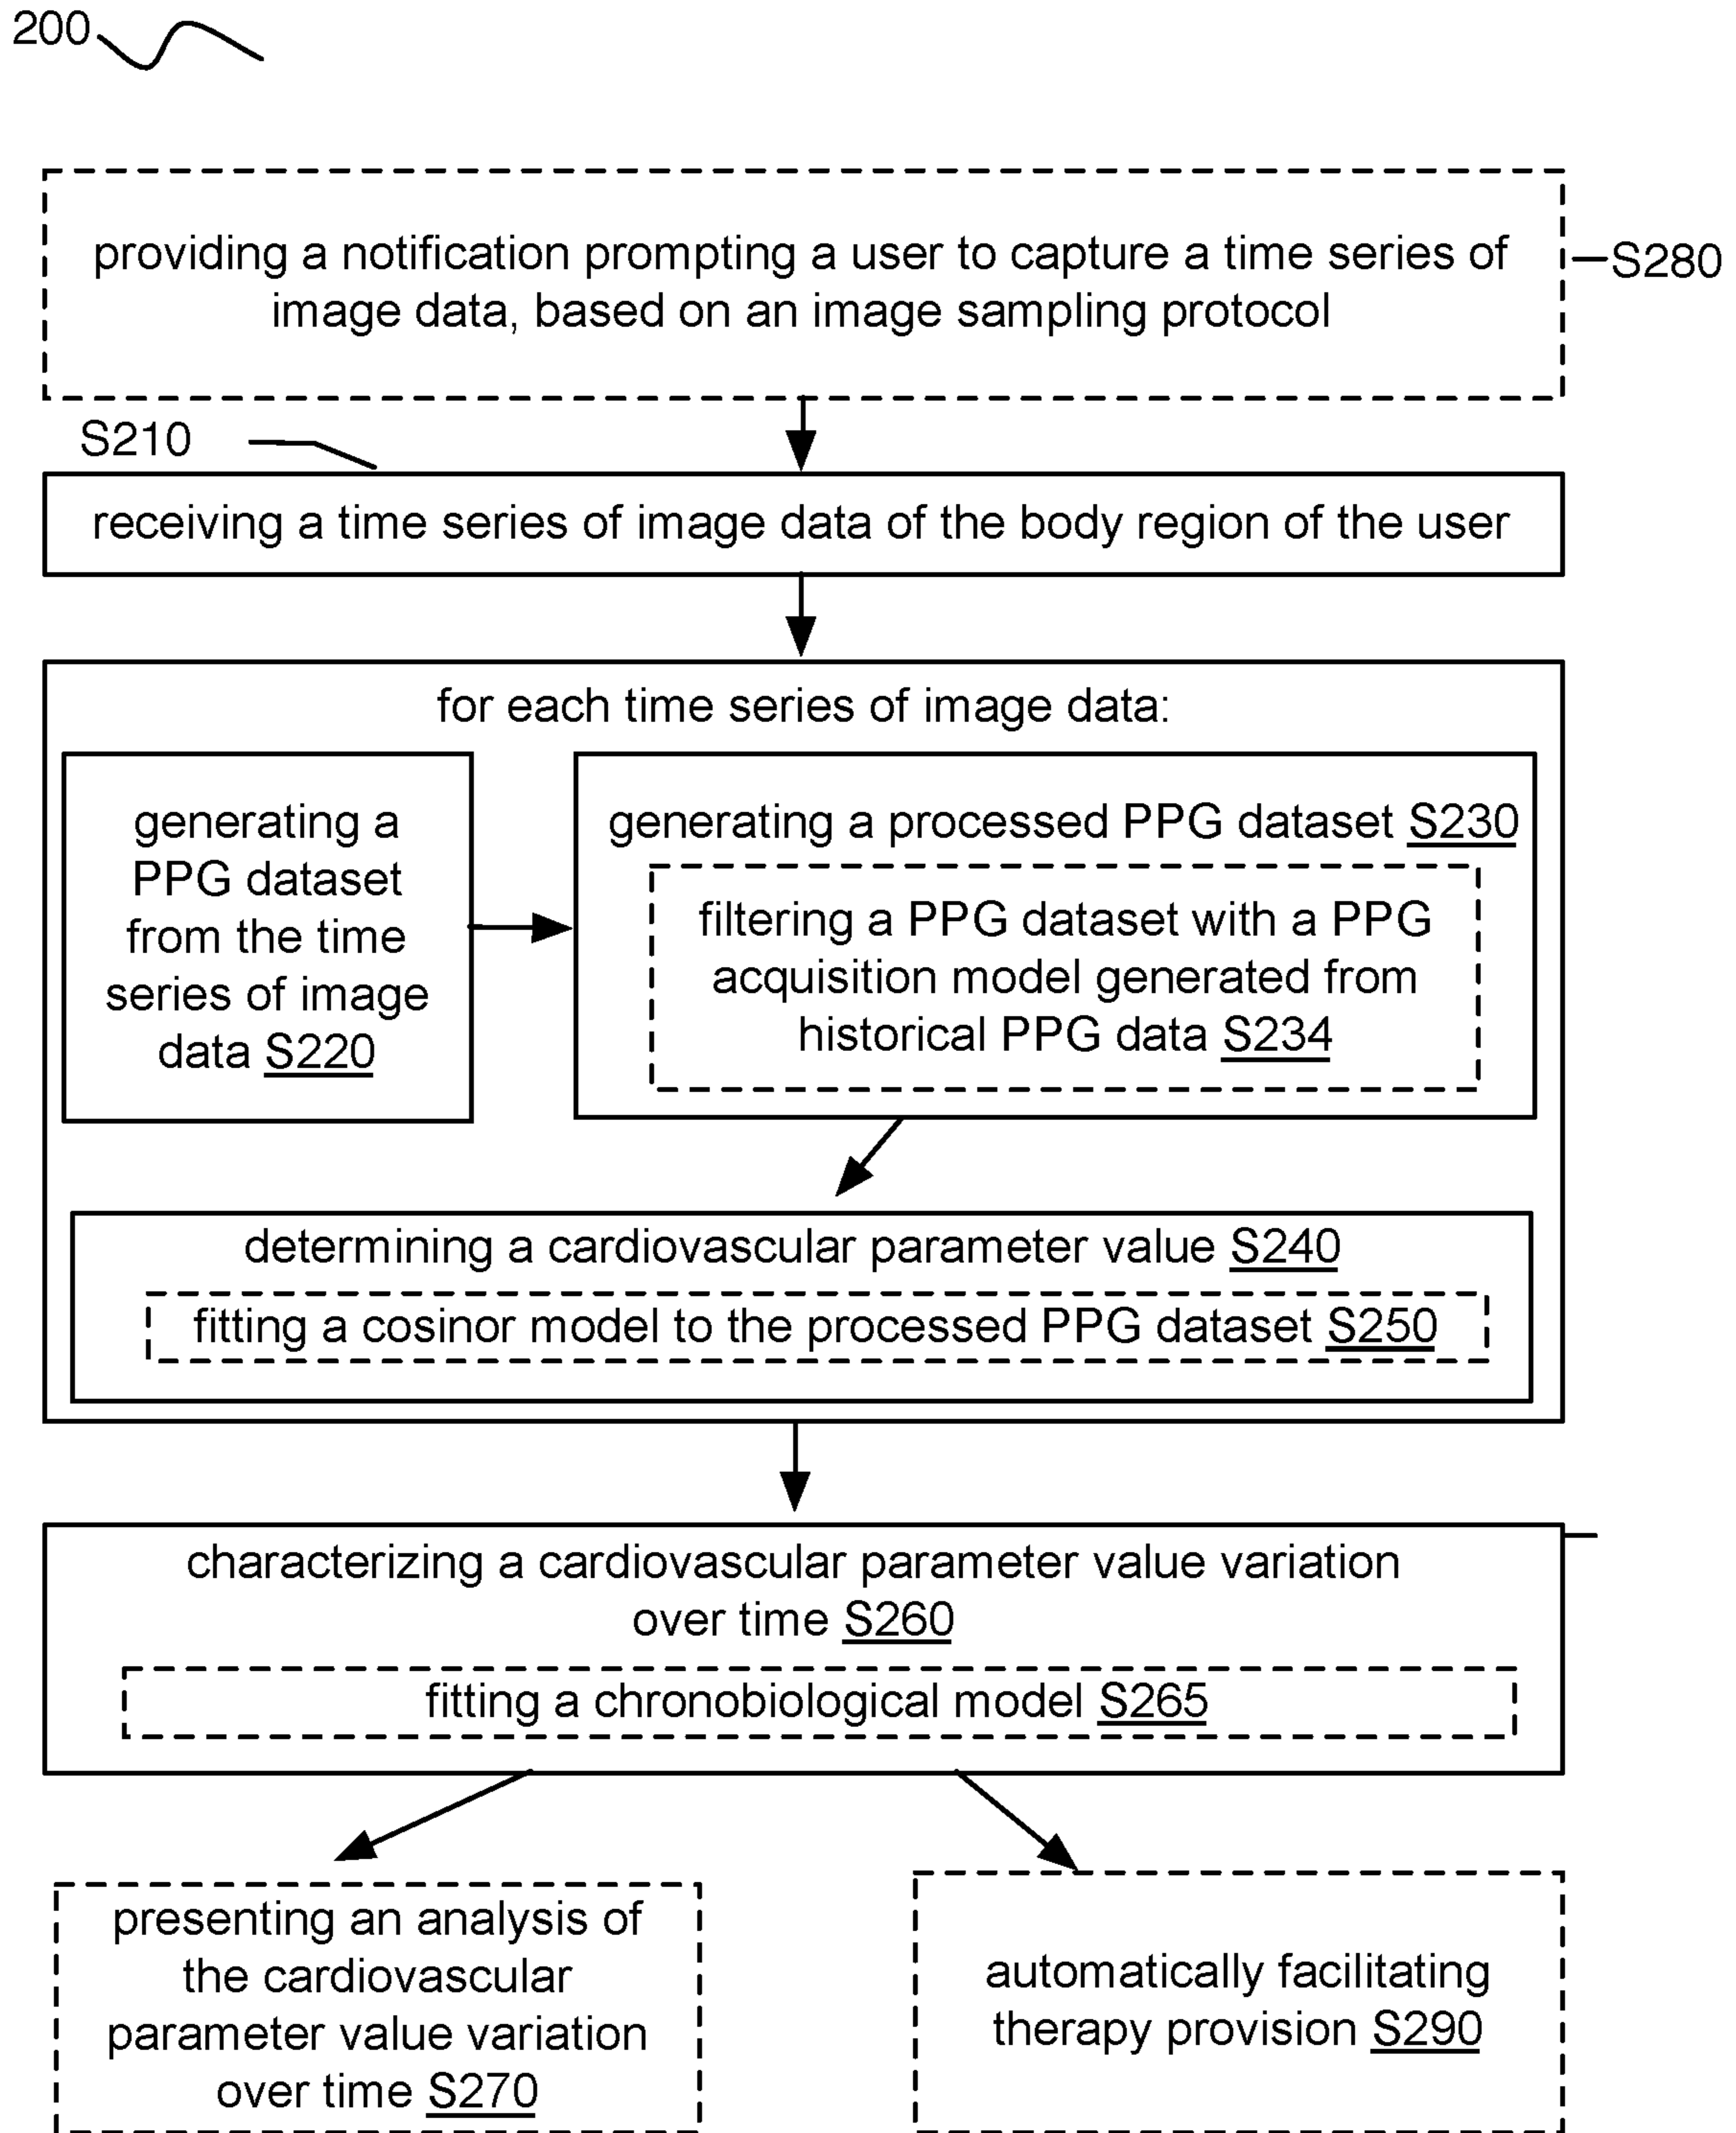 200
providing a notification prompting a user to capture a time series of
image data, based on an image sampling protocol
S280
S210
receiving a time series of image data of the body region of the user
for each time series of image data:
generating a
PPG dataset
from the time
series of image
data S220
generating a processed PPG dataset S230
filtering a PPG dataset with a PPG
acquisition model generated from
historical PPG data S234
determining a cardiovascular parameter value S240
fitting a cosinor model to the processed PPG dataset S250
characterizing a cardiovascular parameter value variation
over time S260
fitting a chronobiological model S265
presenting an analysis of
the cardiovascular
parameter value variation
over time S270
automatically facilitating
therapy provision S290